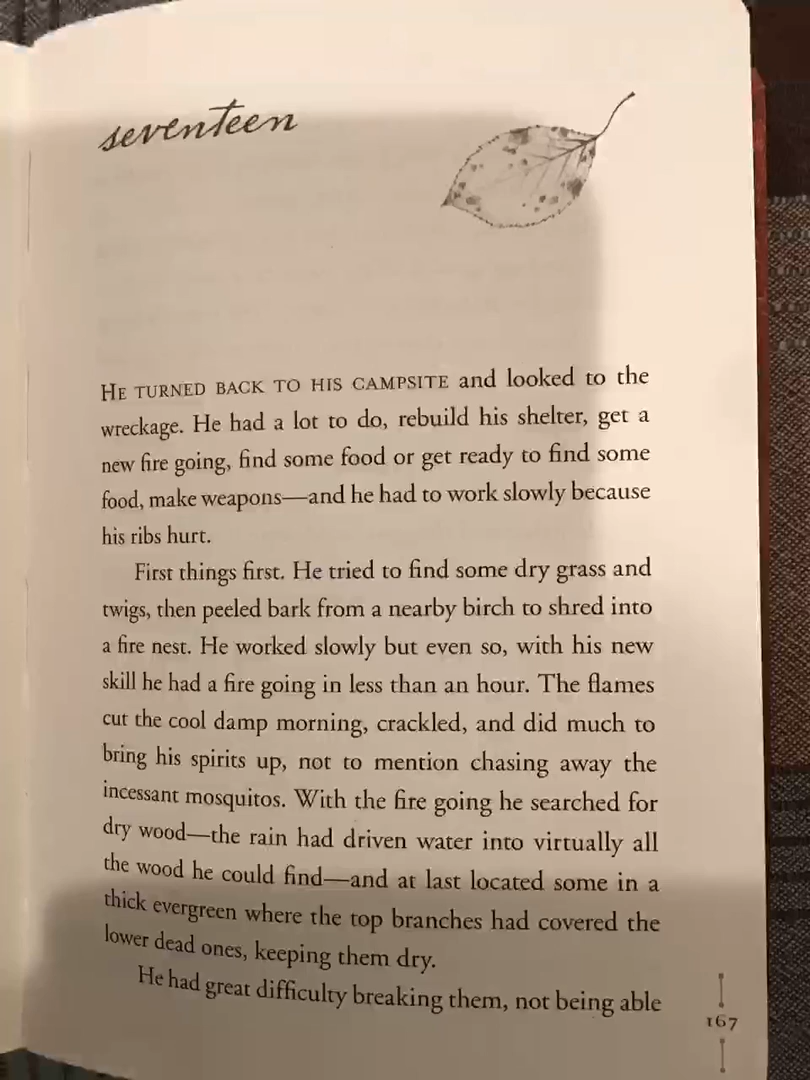 seventeen
HE TURNED BACK TO HIS CAMPSITE and looked to the
wreckage. He had a lot to do, rebuild his shelter, get a
new fire going, find some food or get ready to find some
food, make weapons—and he had to work slowly because
his ribs hurt.
First things first. He tried to find some dry grass and
twigs, then peeled bark from a nearby birch to shred into
a fire nest. He worked slowly but even so, with his new
skill he had a fire going in less than an hour. The flames
cut the cool damp morning, crackled, and did much to
bring his spirits up, not to mention chasing away the
incessant mosquitos. With the fire going he searched for
dry wood—the rain had driven water into virtually all
the wood he could find—and at last located some in a
thick evergreen where the top branches had covered the
lower dead ones, keeping them dry.
He had great difficulty breaking them, not being able
167